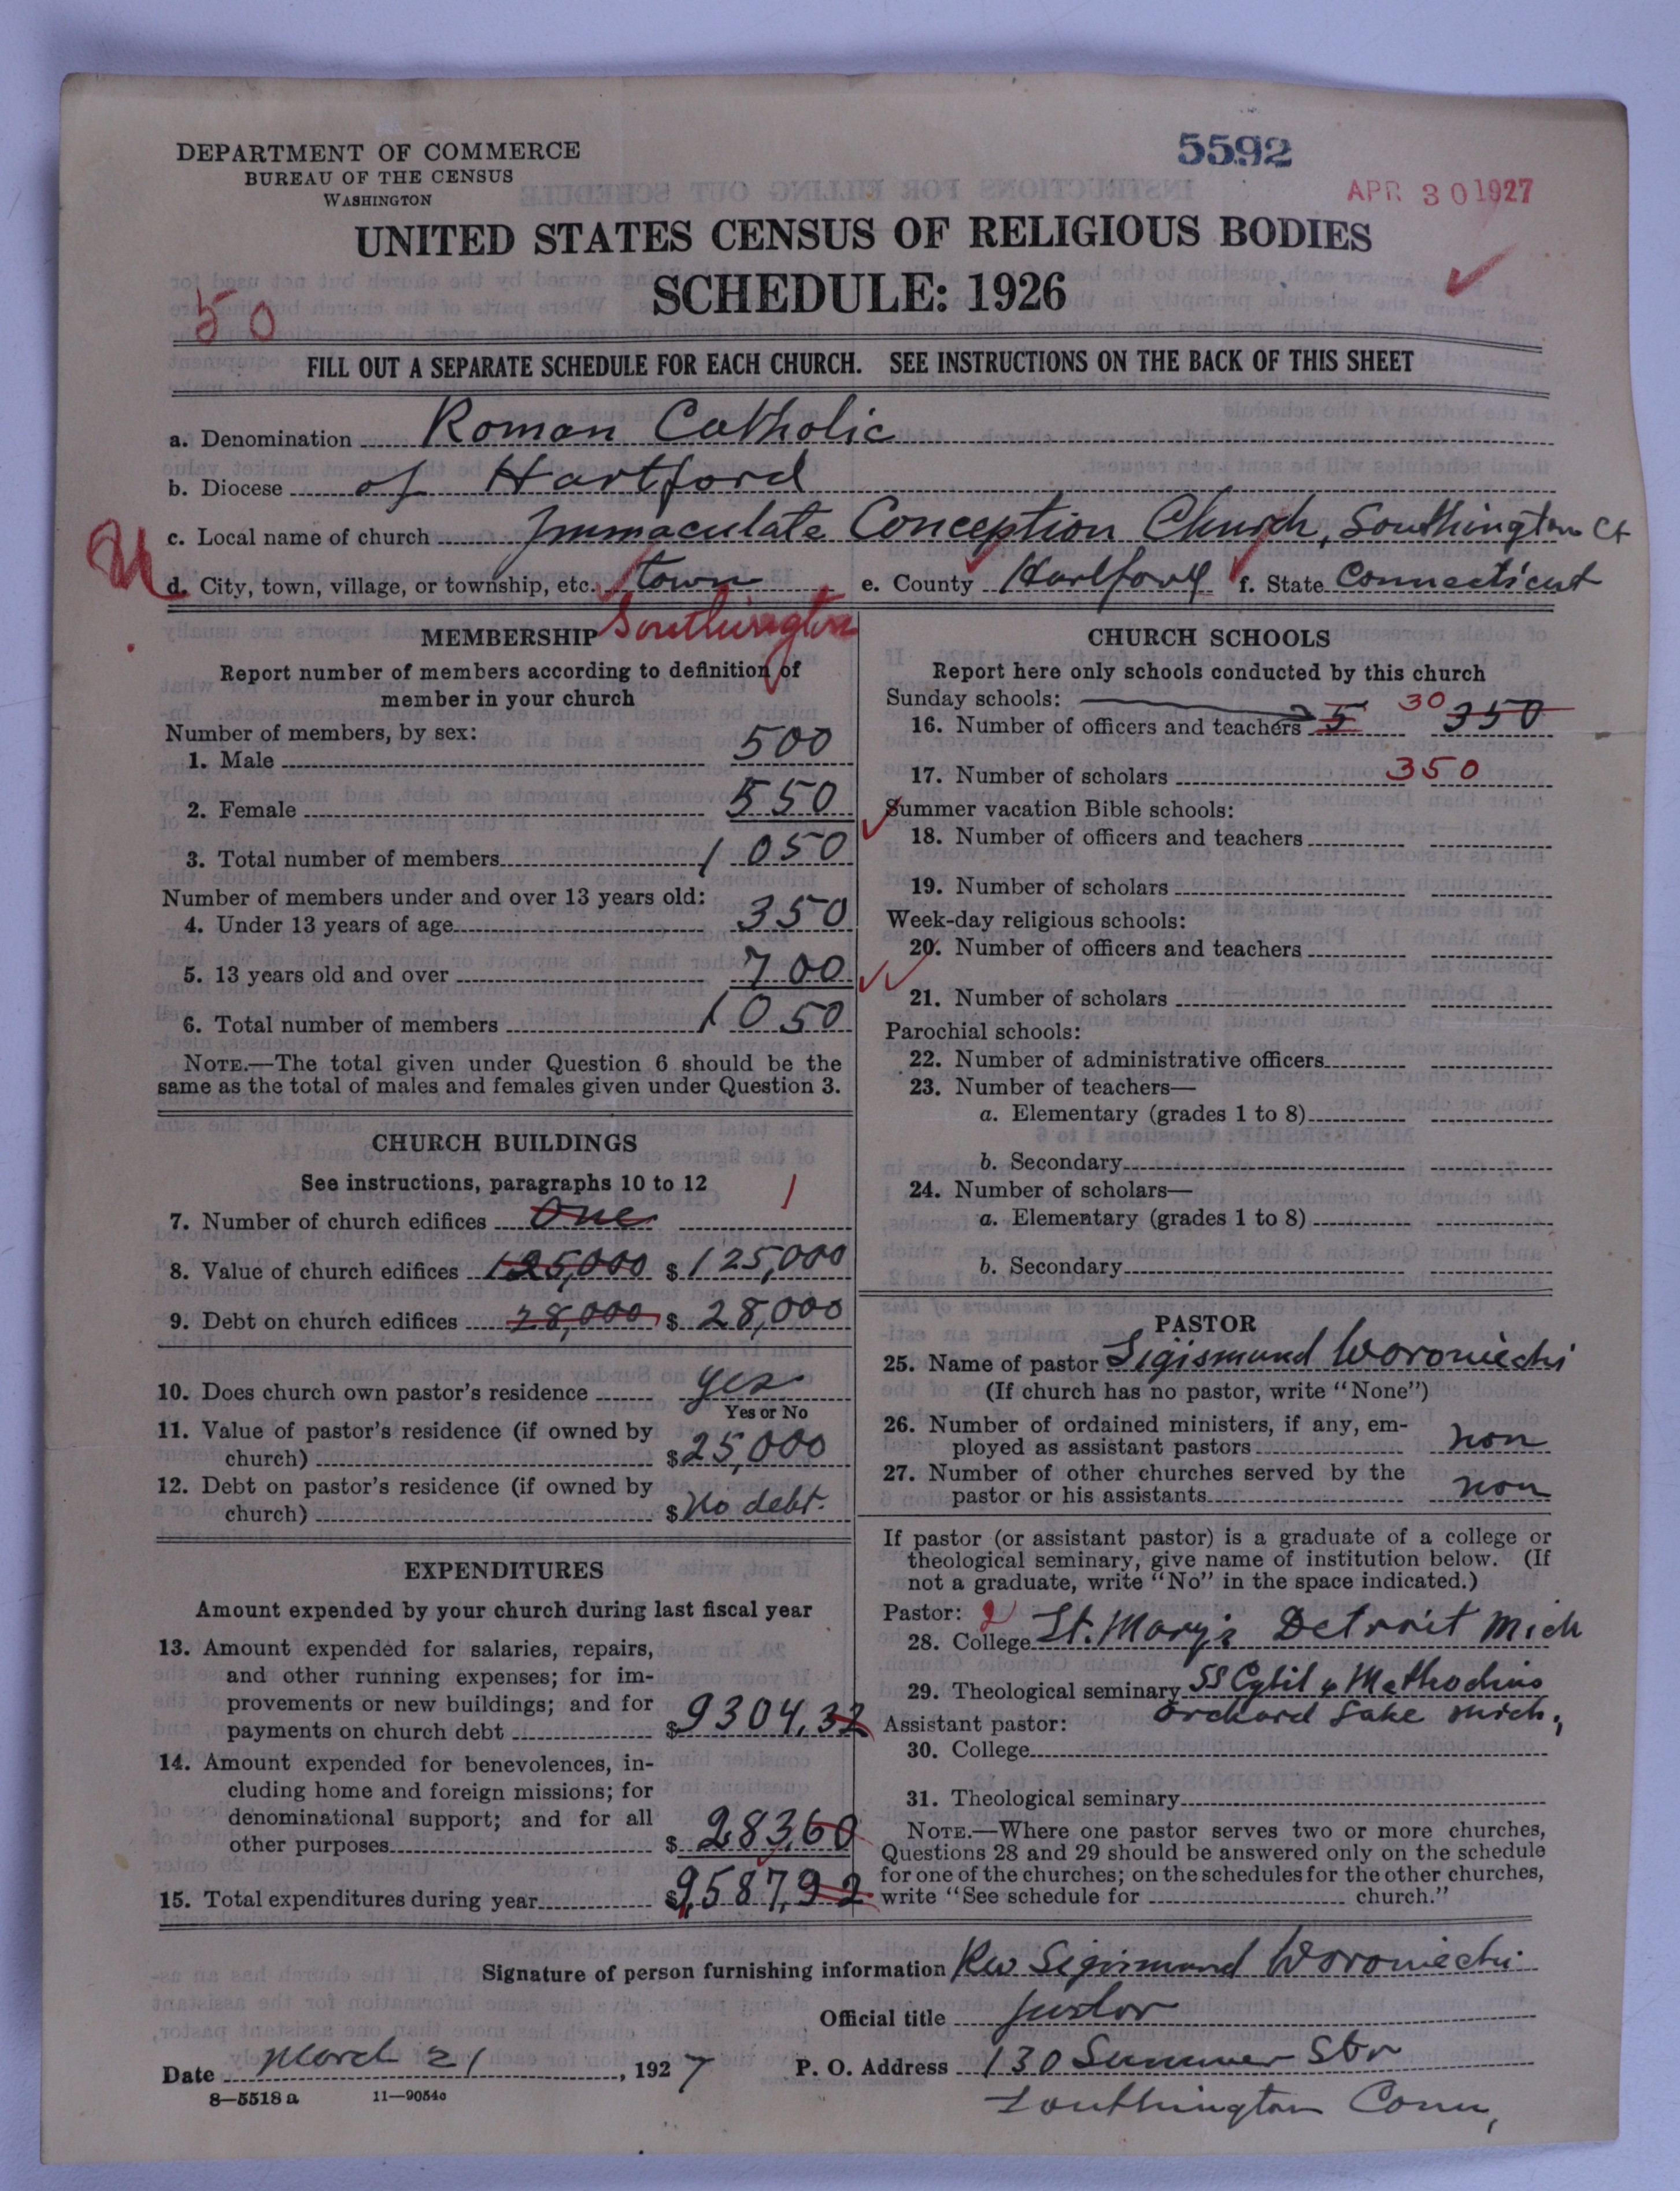 DEPARTMENT OF COMMERCE
BUREAU OF THE CENSUS
WASHINGTON
5592
APR 30 1927
UNITED STATES CENSUS OF RELIGIOUS BODIES
SCHEDULE: 1926
50
FILL OUT A SEPARATE SCHEDULE FOR EACH CHURCH. SEE INSTRUCTIONS ON THE BACK OF THIS SHEET
a. Denomination Roman Catholic
b. Diocese of Hartford
c. Local name of church Immaculate Conception Church, Southington Ct
d. City, town, village, or township, etc. town e. County Hartford f. State Connecticut
Southington
MEMBERSHIP
Report number of members according to definition of
member in your church
Number of members, by sex:
1. Male 500
2. Female 550
3. Total number of members 1 050
Number of members under and over 13 years old:
4. Under 13 years of age 350
5. 13 years old and over 700
6. Total number of members 1 0 50
NOTE.—The total given under Question 6 should be the
same as the total of males and females given under Question 3.
CHURCH BUILDINGS
See instructions, paragraphs 10 to 12
7. Number of church edifices One 1
8. Value of church edifices 125,000 $ 125,000
9. Debt on church edifices 28,000 $ 28,000
10. Does church own pastor's residence yes
Yes or No
11. Value of pastor's residence (if owned by
church) $ 25,000
12. Debt on pastor's residence (if owned by
church) $ No debt.
EXPENDITURES
Amount expended by your church during last fiscal year
13. Amount expended for salaries, repairs,
and other running expenses; for im-
provements or new buildings; and for
payments on church debt $ 9304,32
14. Amount expended for benevolences, in-
cluding home and foreign missions; for
denominational support; and for all
other purposes $ 283,60
15. Total expenditures during year $ 9,587,92
CHURCH SCHOOLS
Report here only schools conducted by this church
Sunday schools:
16. Number of officers and teachers 5 30 350
17. Number of scholars 350
Summer vacation Bible schools:
18. Number of officers and teachers
19. Number of scholars
Week-day religious schools:
20. Number of officers and teachers
21. Number of scholars
Parochial schools:
22. Number of administrative officers
23. Number of teachers—
a. Elementary (grades 1 to 8)
b. Secondary
24. Number of scholars—
a. Elementary (grades 1 to 8)
b. Secondary
PASTOR
25. Name of pastor Sigismund Woroniecki
(If church has no pastor, write "None")
26. Number of ordained ministers, if any, em-
ployed as assistant pastors non
27. Number of other churches served by the
pastor or his assistants non
If pastor (or assistant pastor) is a graduate of a college or
theological seminary, give name of institution below. (If
not a graduate, write "No" in the space indicated.)
Pastor: 2
28. College St. Mary's Detroit Mich
29. Theological seminary SS Cyril & Methodius
Orchard Lake Mich.,
Assistant pastor:
30. College
31. Theological seminary
NOTE.—Where one pastor serves two or more churches,
Questions 28 and 29 should be answered only on the schedule
for one of the churches; on the schedules for the other churches,
write "See schedule for church."
Signature of person furnishing information Rev Sigismund Woroniecki
Official title pastor
Date March 21, 1927 P. O. Address 130 Summer Str
Southington Conn,
8—5518 a 11—9054c